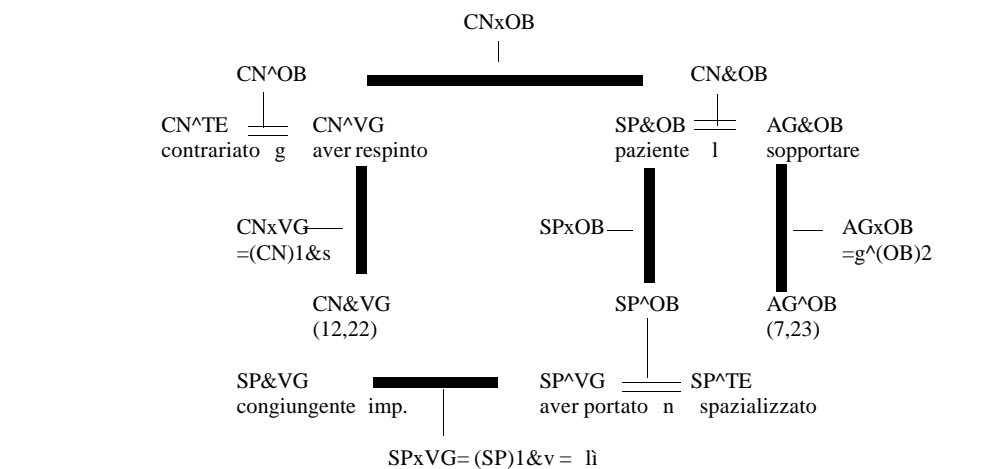 CNxOB
CN^OB CN&OB
CN^TE CN^VG SP&OB AG&OB
contrariato g aver respinto paziente l sopportare
CNxVG SPxOB AGxOB
=(CN)1&s =g^(OB)2
CN&VG SP^OB AG^OB
(12,22) (7,23)
SP&VG SP^VG SP^TE
congiungente imp. aver portato n spazializzato
SPxVG= (SP)1&v = lì